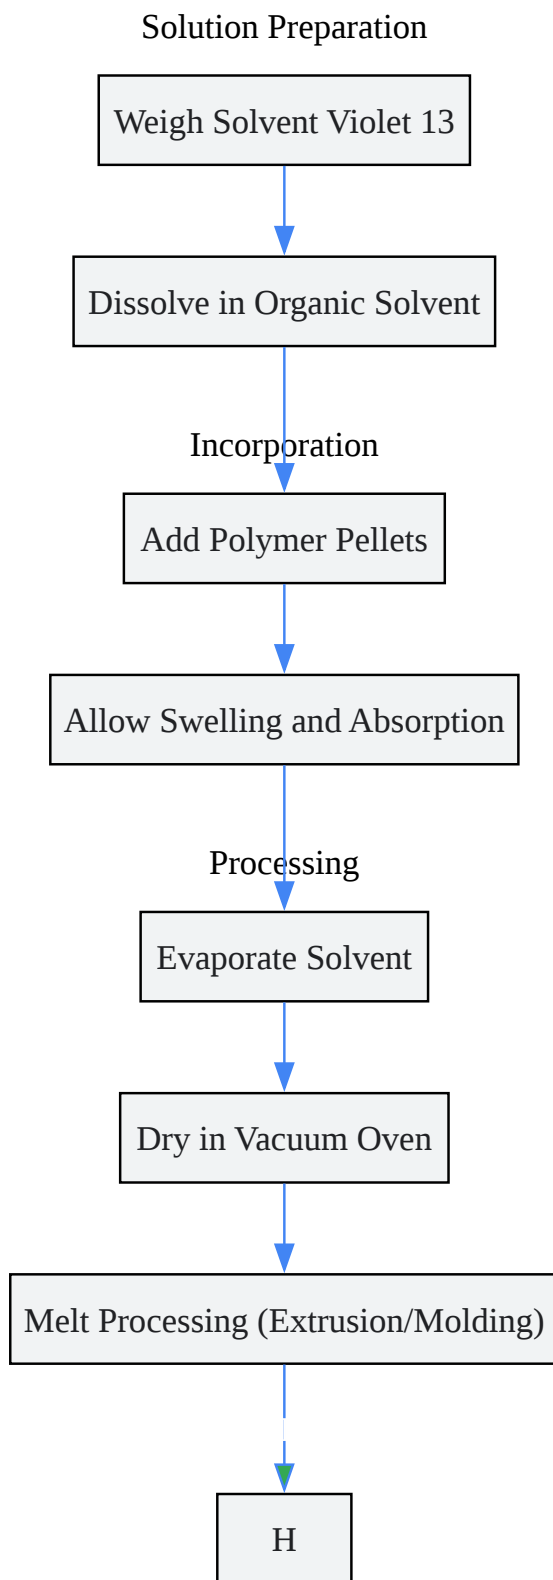 Solution Preparation
Weigh Solvent Violet 13
Dissolve in Organic Solvent
Incorporation
Add Polymer Pellets
Allow Swelling and Absorption
Processing
Evaporate Solvent
Dry in Vacuum Oven
Melt Processing (Extrusion/Molding)
H